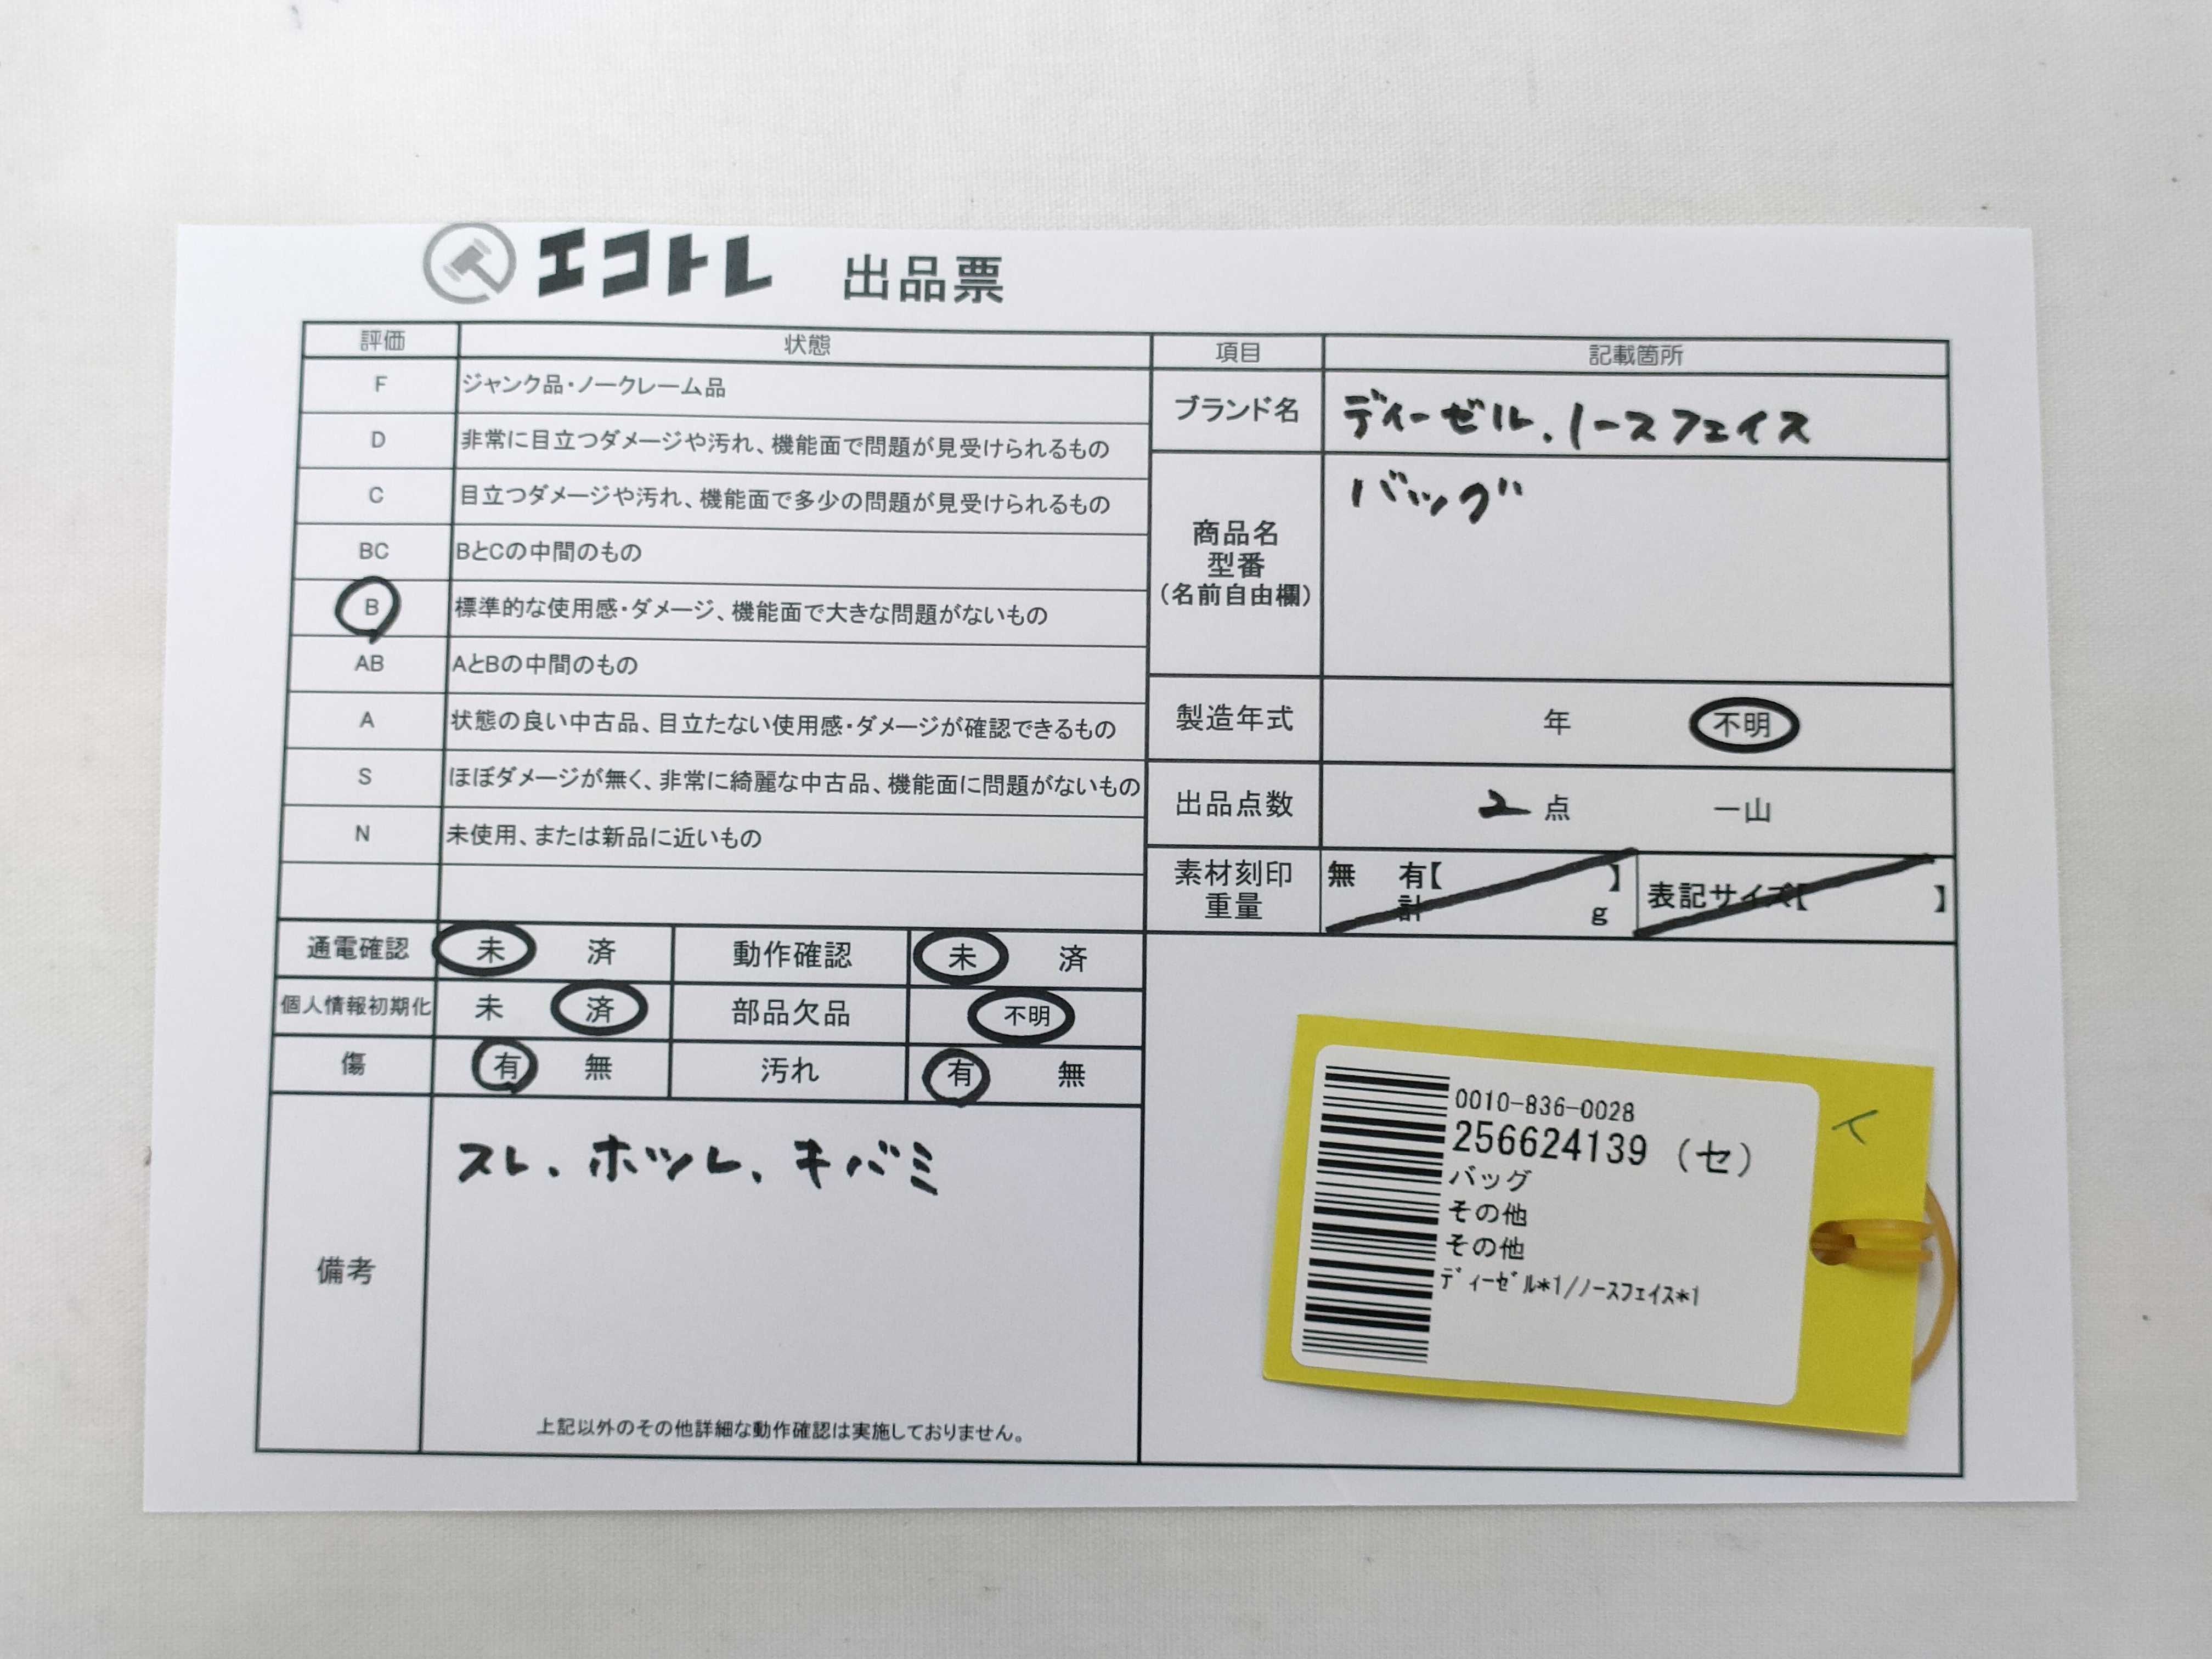 エコトレ 出品票
評価 状態
F ジャンク品・ノークレーム品
D 非常に目立つダメージや汚れ、機能面で問題が見受けられるもの
C 目立つダメージや汚れ、機能面で多少の問題が見受けられるもの
BC BとCの中間のもの
B 標準的な使用感・ダメージ、機能面で大きな問題がないもの
AB AとBの中間のもの
A 状態の良い中古品、目立たない使用感・ダメージが確認できるもの
S ほぼダメージが無く、非常に綺麗な中古品、機能面に問題がないもの
N 未使用、または新品に近いもの
通電確認 未 済 動作確認 未 済
個人情報初期化 未 済 部品欠品 不明
傷 有 無 汚れ 有 無
備考
スレ、ホツレ、キバミ
上記以外のその他詳細な動作確認は実施しておりません。
項目 記載箇所
ブランド名 ディーゼル、ノースフェイス
商品名
型番
（名前自由欄）
バッグ
製造年式 年 不明
出品点数 2点 一山
素材刻印 無 有【 】
重量 計 g
表記サイズ【 】
0010-836-0028
256624139 (セ)
バッグ
その他
その他
ﾃﾞｨｰｾﾞﾙ*1/ﾉｰｽﾌｪｲｽ*1
イ